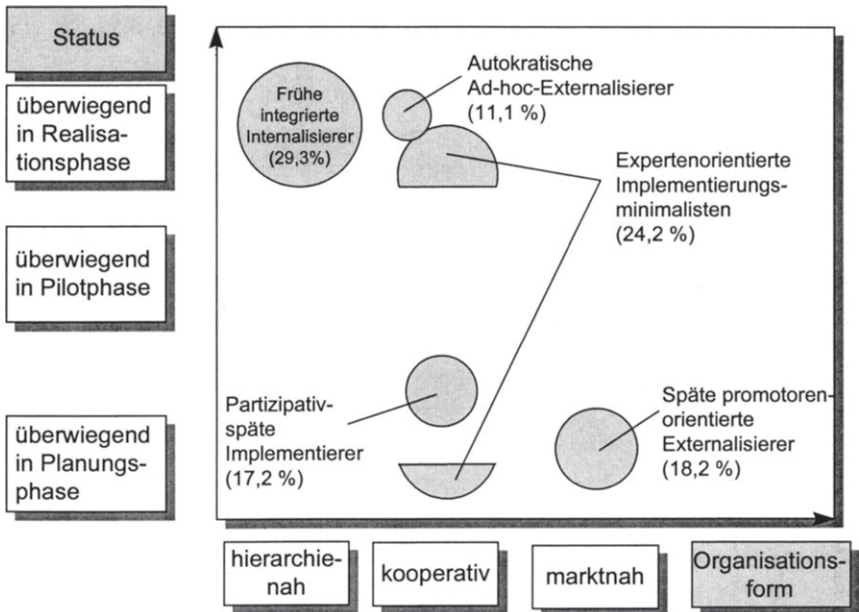 Status
überwiegend
in Realisa-
tionsphase
überwiegend
in Pilotphase
überwiegend
in Planungs-
phase
Frühe
integrierte
Internalisierer
(29,3%)
Autokratische
Ad-hoc-Externalisierer
(11,1 %)
Expertenorientierte
Implementierungs-
minimalisten
(24,2 %)
Partizipativ-
späte
Implementierer
(17,2 %)
Späte promotoren-
orientierte
Externalisierer
(18,2 %)
hierarchie-
nah
kooperativ
marktnah
Organisations-
form